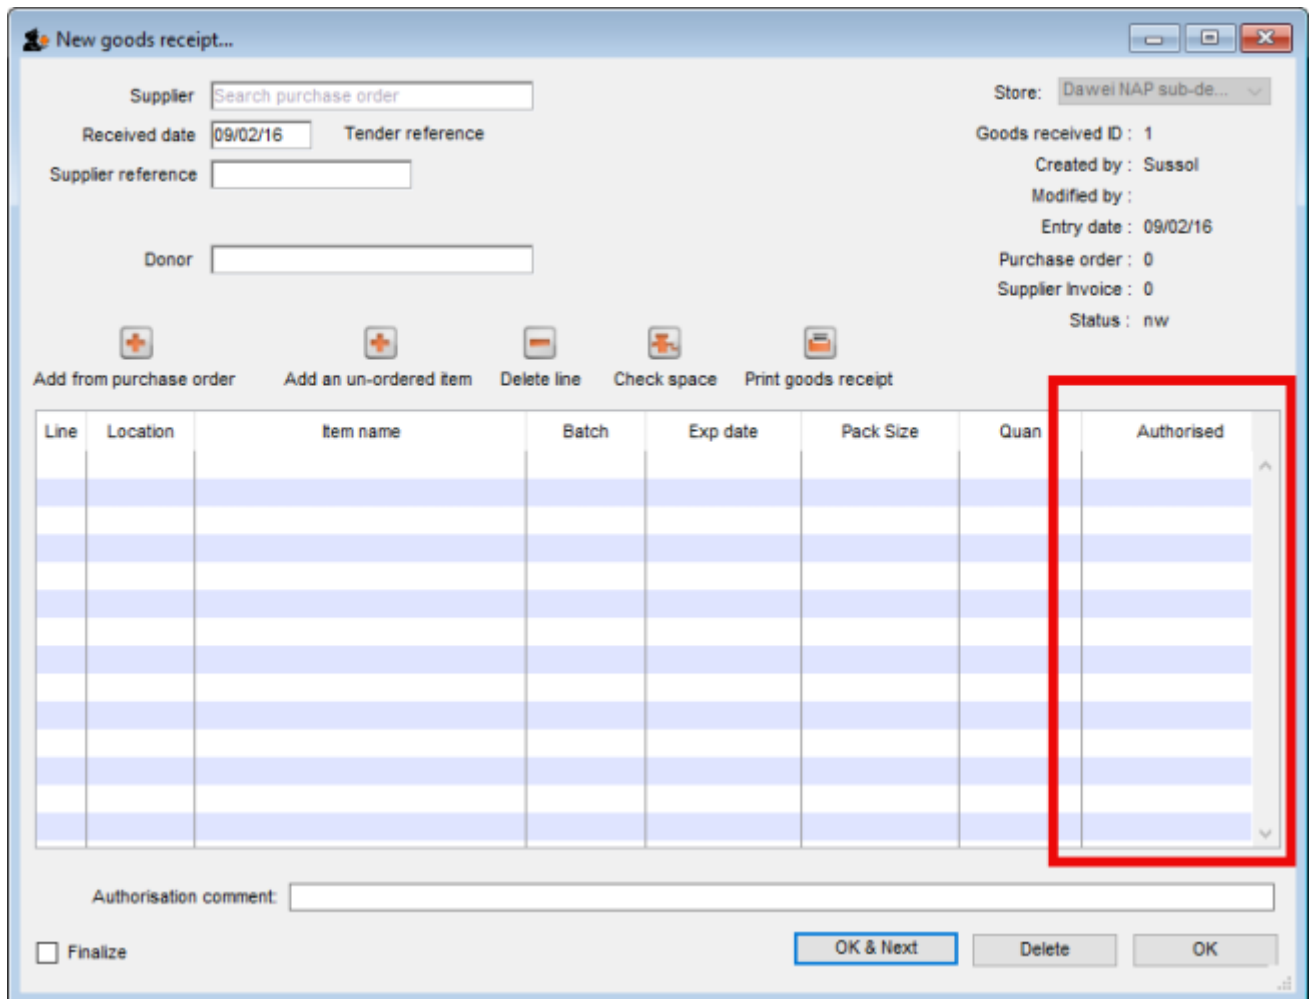 New goods receipt...
Supplier Search purchase order Store: Dawei NAP sub-de...
Received date 09/02/16 Tender reference Goods received ID : 1
Supplier reference Created by : Sussol
Modified by :
Entry date : 09/02/16
Donor Purchase order : 0
Supplier Invoice : 0
Status : nw
Add from purchase order Add an un-ordered item Delete line Check space Print goods receipt
Line Location Item name Batch Exp date Pack Size Quan Authorised
Authorisation comment:
Finalize OK & Next Delete OK